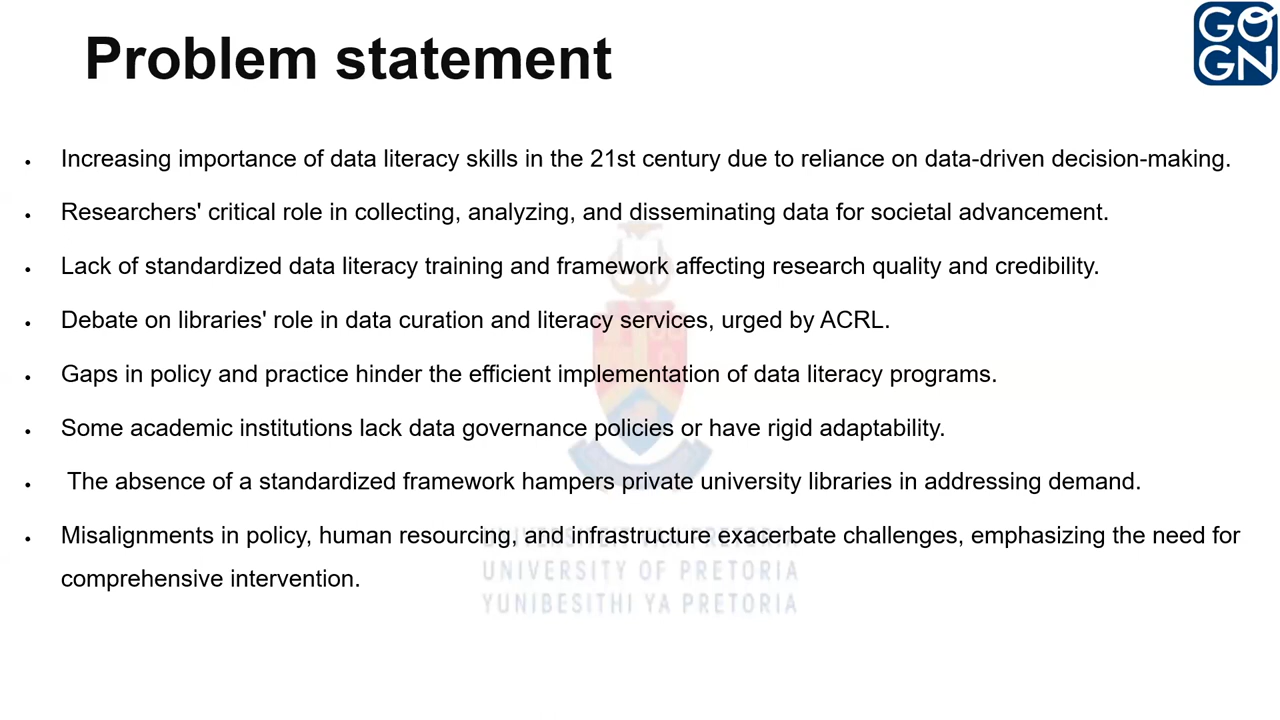 Problem statement
GO
GN
• Increasing importance of data literacy skills in the 21st century due to reliance on data-driven decision-making.
• Researchers' critical role in collecting, analyzing, and disseminating data for societal advancement.
• Lack of standardized data literacy training and framework affecting research quality and credibility.
• Debate on libraries' role in data curation and literacy services, urged by ACRL.
• Gaps in policy and practice hinder the efficient implementation of data literacy programs.
• Some academic institutions lack data governance policies or have rigid adaptability.
• The absence of a standardized framework hampers private university libraries in addressing demand.
• Misalignments in policy, human resourcing, and infrastructure exacerbate challenges, emphasizing the need for
comprehensive intervention.
UNIVERSITEIT VAN PRETORIA
UNIVERSITY OF PRETORIA
YUNIBESITHI YA PRETORIA